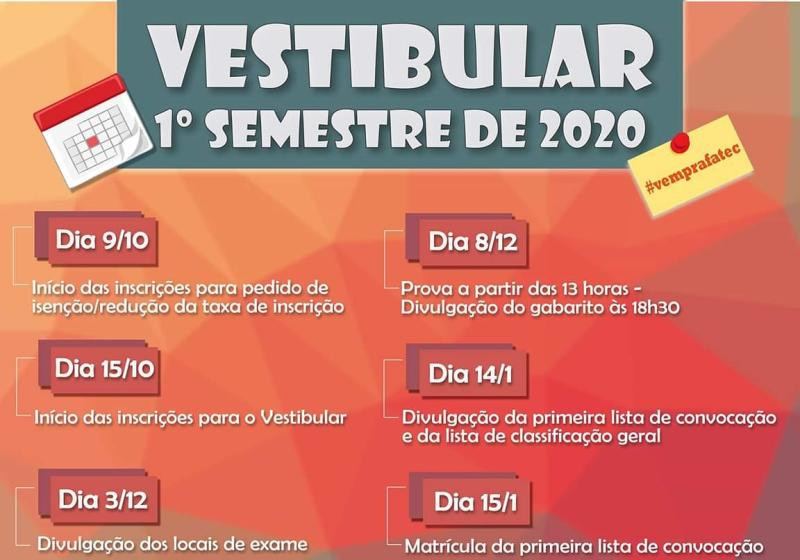 VESTIBULAR
1º SEMESTRE DE 2020
#vemprafatec
Dia 9/10
Início das inscrições para pedido de
isenção/redução da taxa de inscrição
Dia 15/10
Início das inscrições para o Vestibular
Dia 3/12
Divulgação dos locais de exame
Dia 8/12
Prova a partir das 13 horas -
Divulgação do gabarito às 18h30
Dia 14/1
Divulgação da primeira lista de convocação
e da lista de classificação geral
Dia 15/1
Matrícula da primeira lista de convocação